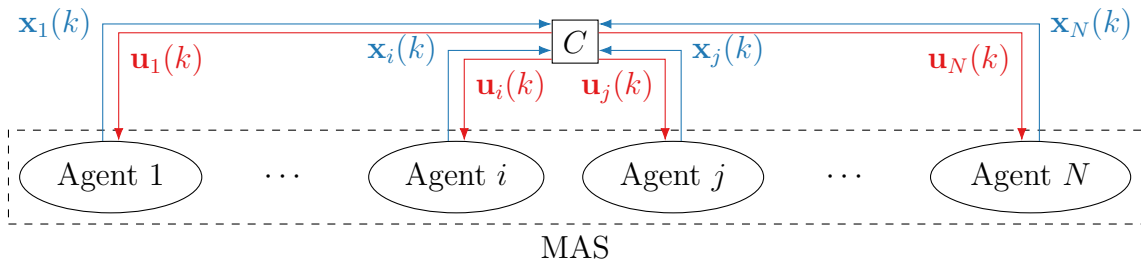 x₁(k) C x_N(k)
u₁(k) x_i(k) x_j(k) u_N(k)
u_i(k) u_j(k)
Agent 1 ⋯ Agent i Agent j ⋯ Agent N
MAS